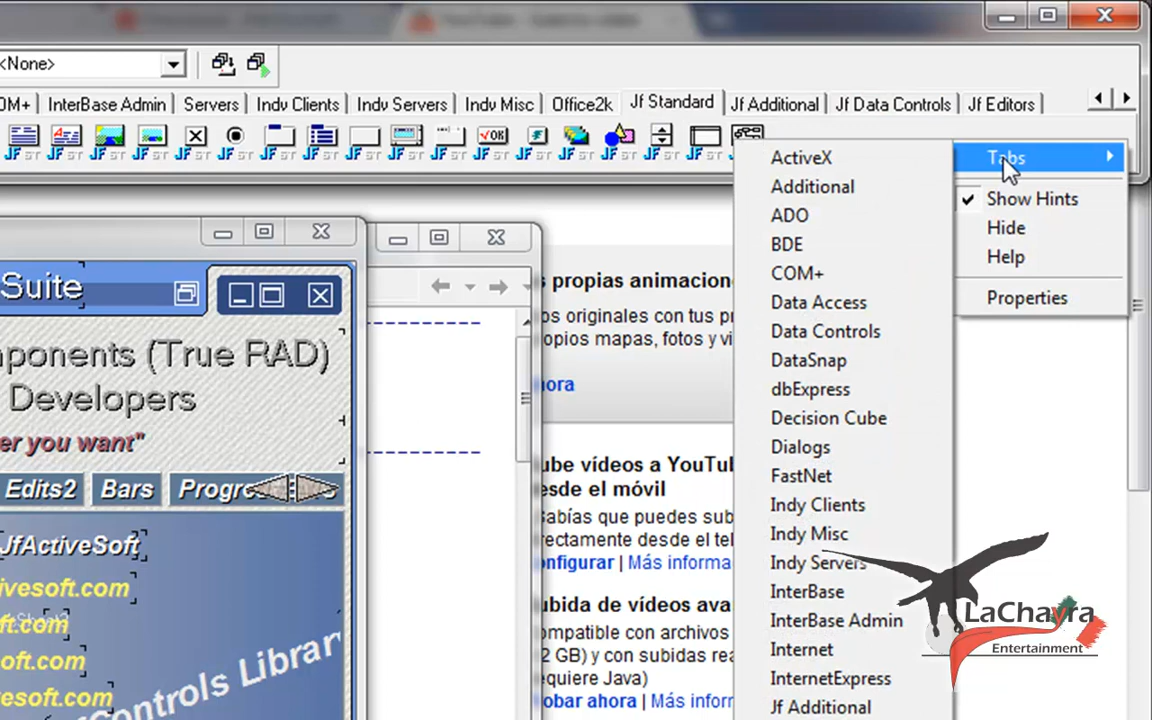 <None>
OM+ InterBase Admin Servers Indy Clients Indy Servers Indy Misc Office2k Jf Standard Jf Additional Jf Data Controls Jf Editors
Tabs
Show Hints
Hide
Help
Properties
ActiveX
Additional
ADO
BDE
COM+
Data Access
Data Controls
DataSnap
dbExpress
Decision Cube
Dialogs
FastNet
Indy Clients
Indy Misc
Indy Servers
InterBase
InterBase Admin
Internet
InternetExpress
Jf Additional
Suite
ponents (True RAD)
Developers
er you want"
Edits2 Bars Progre
JfActiveSoft
ivesoft.com
ft.com
soft.com
vesoft.com
Controls Librar
s propias animacione
os originales con tus pr
opios mapas, fotos y vi
ora
ube vídeos a YouTub
esde el móvil
Sabías que puedes sub
rectamente desde el tel
onfigurar | Más informa
ubida de vídeos ava
ompatible con archivos
2 GB) y con subidas rea
equiere Java)
obar ahora | Más inform
LaChayra
Entertainment